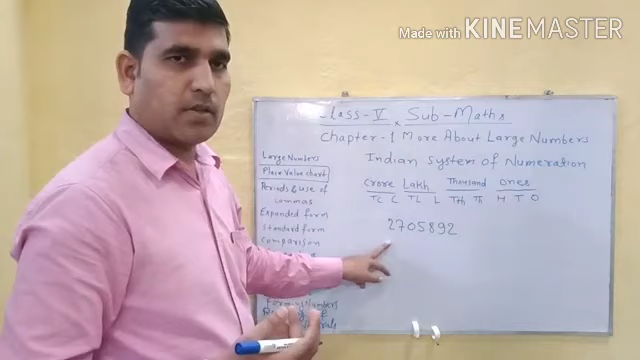 Made with KINEMASTER
Class-V Sub-Maths
Chapter-1 More About Large Numbers
Large Numbers
Place Value chart
Periods & use of
commas
Expanded form
standard form
comparison
Indian System of Numeration
Crore Lakh Thousand Ones
TC C TL L Tth Th H T O
2705892
Numbers